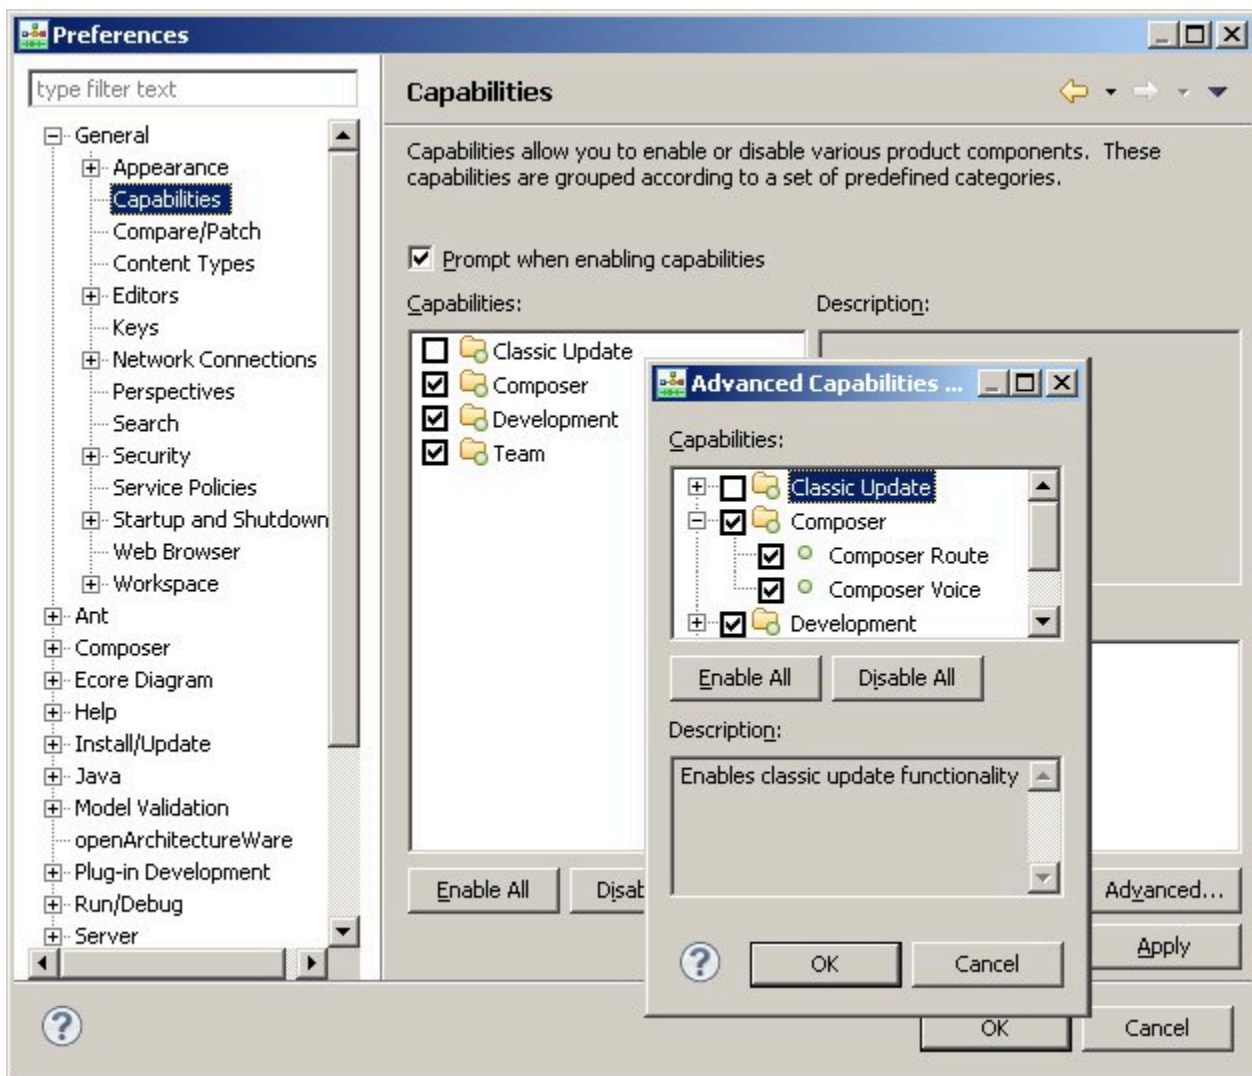 Preferences
type filter text
General
Appearance
Capabilities
Compare/Patch
Content Types
Editors
Keys
Network Connections
Perspectives
Search
Security
Service Policies
Startup and Shutdown
Web Browser
Workspace
Ant
Composer
Ecore Diagram
Help
Install/Update
Java
Model Validation
openArchitectureWare
Plug-in Development
Run/Debug
Server
Capabilities
Capabilities allow you to enable or disable various product components. These
capabilities are grouped according to a set of predefined categories.
Prompt when enabling capabilities
Capabilities:
Classic Update
Composer
Development
Team
Description:
Enable All
Disab
Advanced...
Apply
OK
Cancel
Advanced Capabilities ...
Capabilities:
Classic Update
Composer
Composer Route
Composer Voice
Development
Enable All
Disable All
Description:
Enables classic update functionality
OK
Cancel